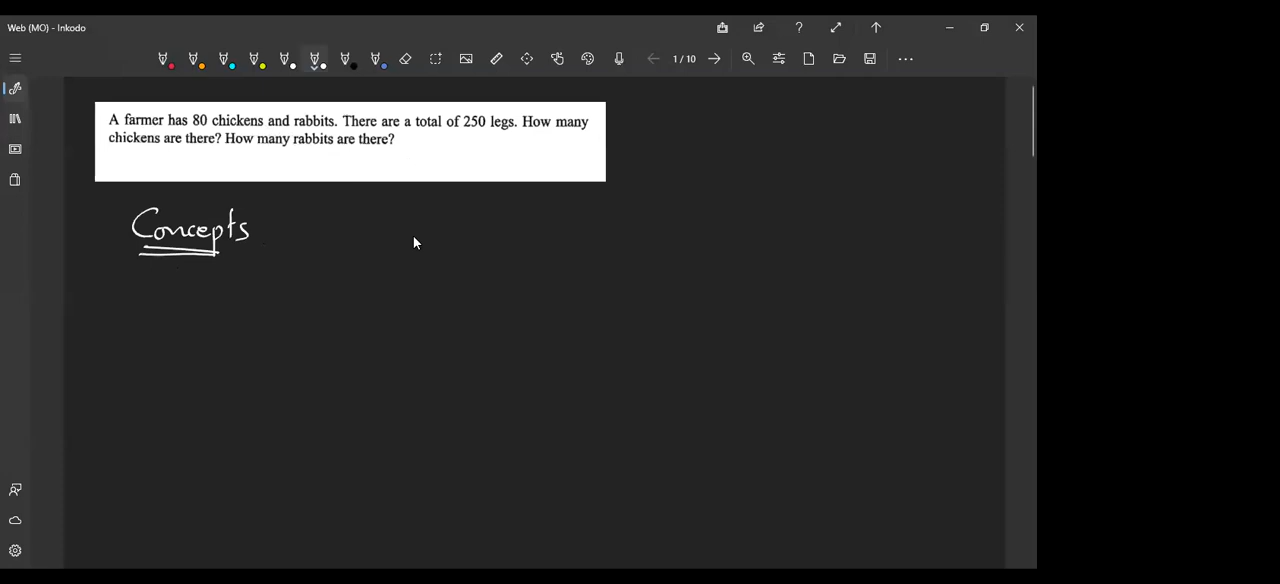 Web (MO) - Inkodo
1 / 10
A farmer has 80 chickens and rabbits. There are a total of 250 legs. How many
chickens are there? How many rabbits are there?
Concepts